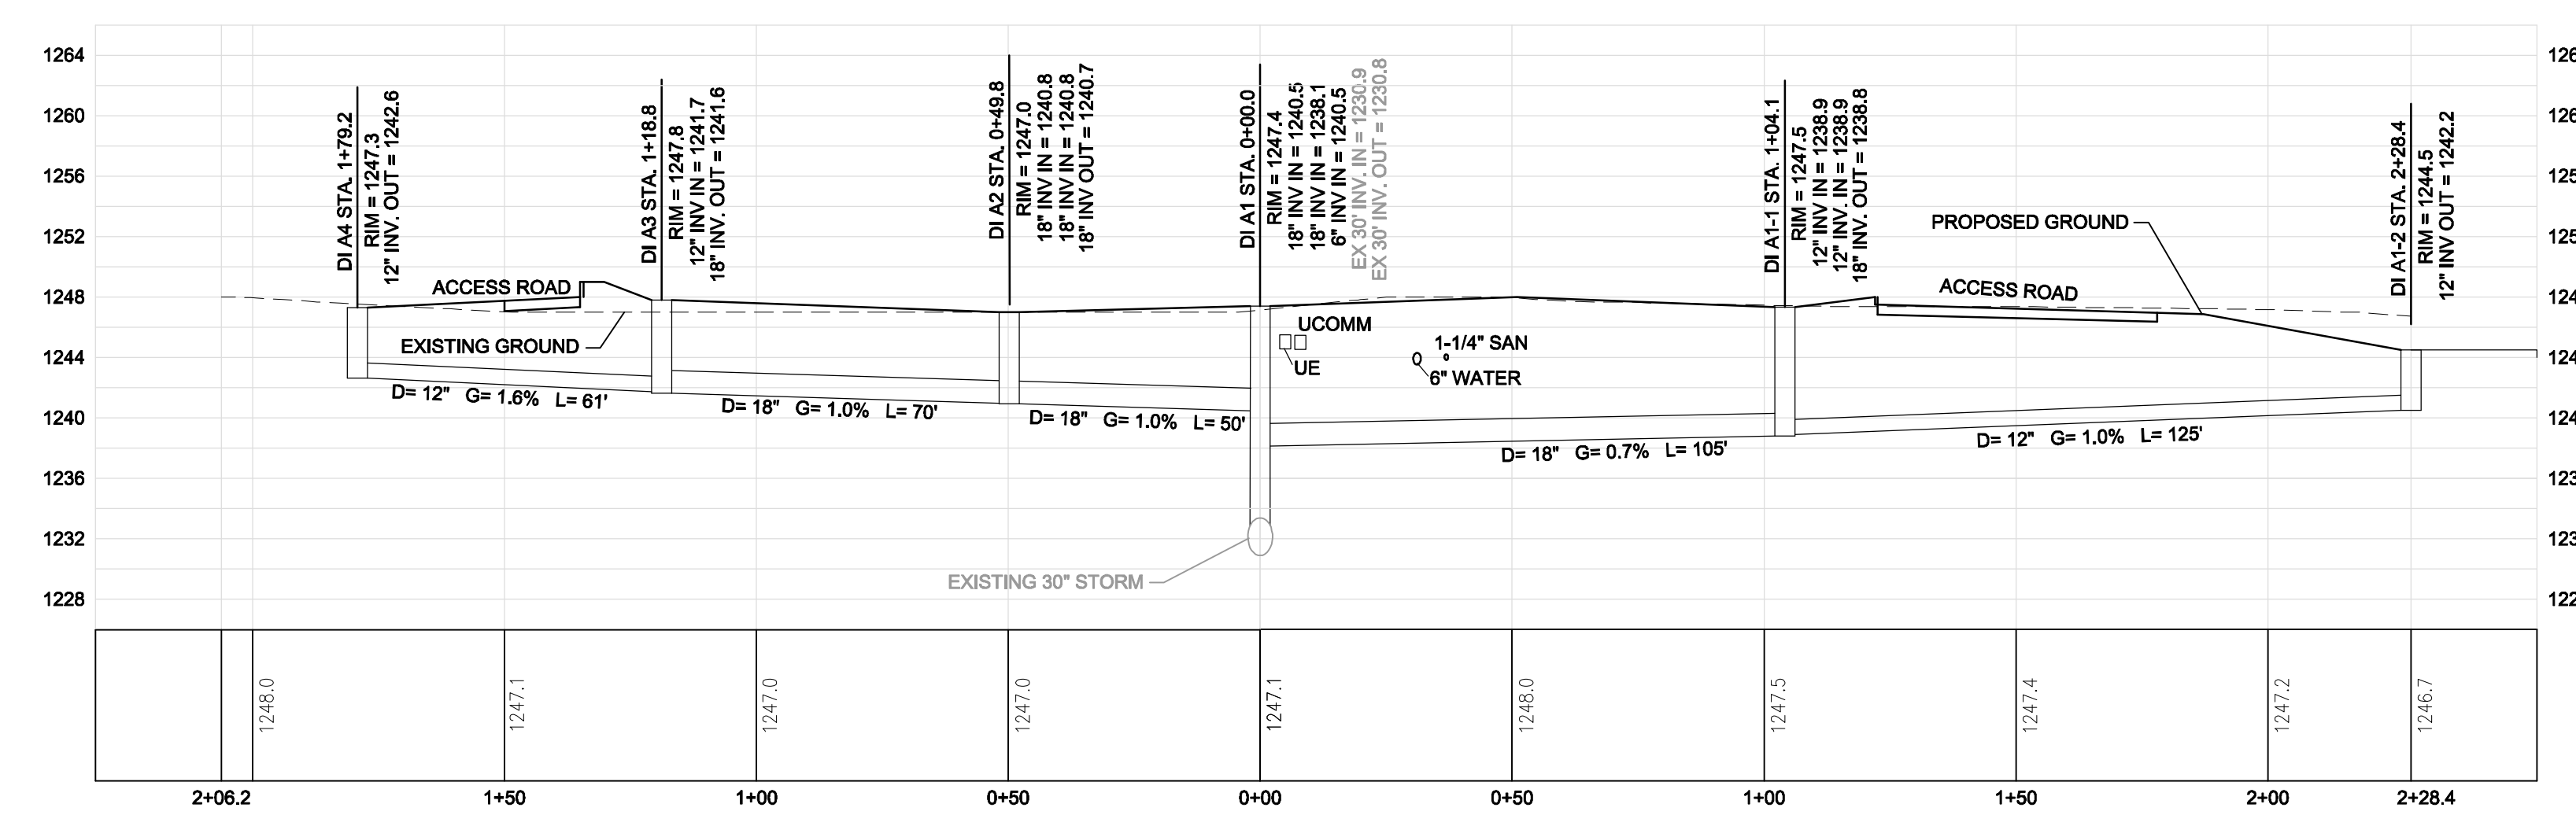 1264
1260
1256
1252
1248
1244
1240
1236
1232
1228
DI A4 STA. 1+79.2
RIM = 1247.3
12" INV. OUT = 1242.6
DI A3 STA. 1+18.8
RIM = 1247.8
12" INV IN = 1241.7
18" INV. OUT = 1241.6
DI A2 STA. 0+49.8
RIM = 1247.0
18" INV IN = 1240.8
18" INV IN = 1240.8
18" INV OUT = 1240.7
DI A1 STA. 0+00.0
RIM = 1247.4
18" INV IN = 1240.5
18" INV IN = 1238.1
6" INV IN = 1240.5
EX 30' INV. IN = 1230.9
EX 30' INV. OUT = 1230.8
DI A1-1 STA. 1+04.1
RIM = 1247.5
12" INV IN = 1238.9
12" INV. IN = 1238.9
18" INV. OUT = 1238.8
DI A1-2 STA. 2+28.4
RIM = 1244.5
12" INV OUT = 1242.2
PROPOSED GROUND
ACCESS ROAD
ACCESS ROAD
EXISTING GROUND
UCOMM
UE
1-1/4" SAN
6" WATER
D= 12" G= 1.6% L= 61'
D= 18" G= 1.0% L= 70'
D= 18" G= 1.0% L= 50'
D= 18" G= 0.7% L= 105'
D= 12" G= 1.0% L= 125'
EXISTING 30" STORM
126
126
125
125
124
124
124
123
123
122
1248.0
1247.1
1247.0
1247.0
1247.1
1248.0
1247.5
1247.4
1247.2
1246.7
2+06.2
1+50
1+00
0+50
0+00
0+50
1+00
1+50
2+00
2+28.4